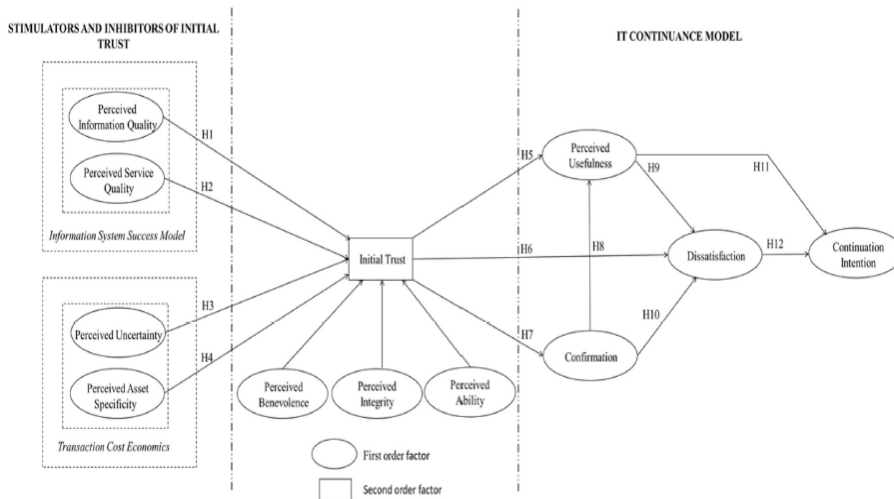 STIMULATORS AND INHIBITORS OF INITIAL
TRUST
Perceived
Information Quality
Perceived Service
Quality
Information System Success Model
Perceived Uncertainty
Perceived Asset
Specificity
Transaction Cost Economics
H1
H2
H3
H4
Initial Trust
Perceived
Benevolence
Perceived
Integrity
Perceived
Ability
First order factor
Second order factor
IT CONTINUANCE MODEL
H5
H6
H7
Perceived
Usefulness
H8
Confirmation
H9
H10
Dissatisfaction
H11
H12
Continuation
Intention